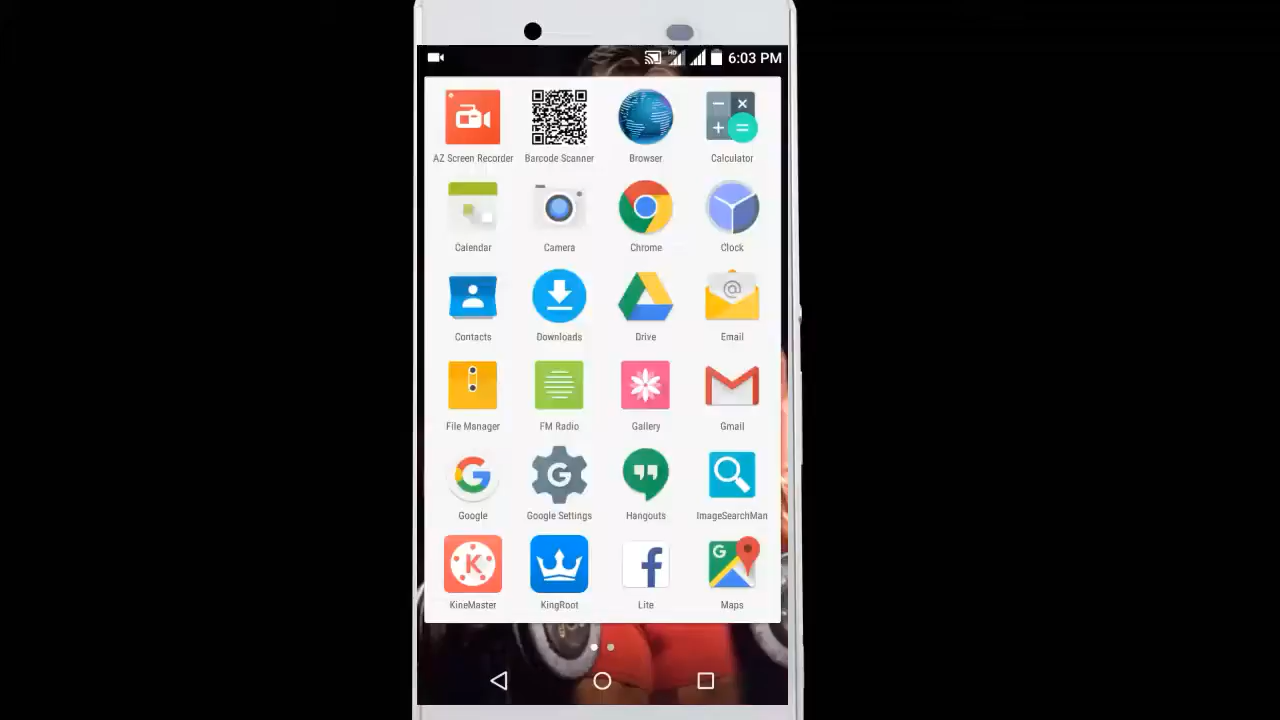 HD 6:03 PM
AZ Screen Recorder Barcode Scanner Browser Calculator
Calendar Camera Chrome Clock
@
Contacts Downloads Drive Email
File Manager FM Radio Gallery Gmail
G G
Google Google Settings Hangouts ImageSearchMan
K f G
KineMaster KingRoot Lite Maps